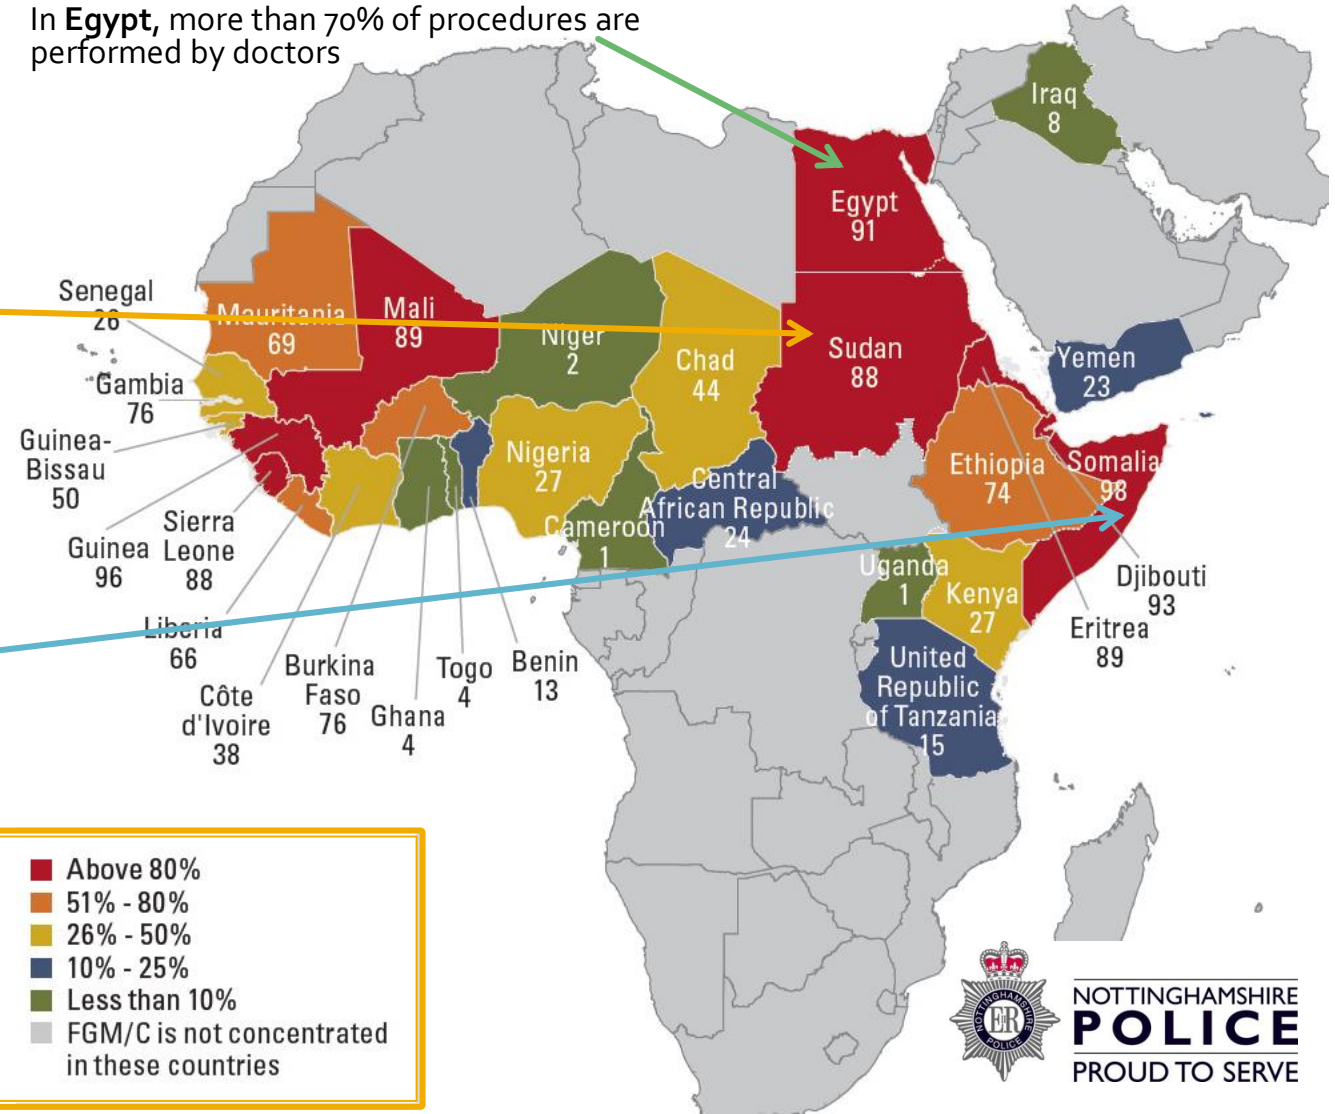 In Egypt, more than 70% of procedures are
performed by doctors
Iraq
8
Egypt
91
Senegal
26
Mauritania
69
Mali
89
Niger
2
Chad
44
Sudan
88
Yemen
23
Gambia
76
Guinea-
Bissau
50
Nigeria
27
Ethiopia
74
Somalia
98
Central
African Republic
24
Cameroon
1
Guinea
96
Sierra
Leone
88
Uganda
1
Kenya
27
Djibouti
93
Eritrea
89
Liberia
66
Burkina
Faso
76
Togo
4
Benin
13
Côte
d'Ivoire
38
Ghana
4
United
Republic
of Tanzania
15
Above 80%
51% - 80%
26% - 50%
10% - 25%
Less than 10%
FGM/C is not concentrated
in these countries
NOTTINGHAMSHIRE
POLICE
EIIR
NOTTINGHAMSHIRE
POLICE
PROUD TO SERVE